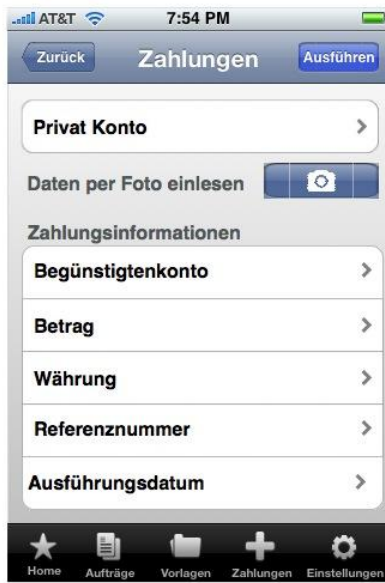 AT&T 7:54 PM
Zurück Zahlungen Ausführen
Privat Konto
Daten per Foto einlesen
Zahlungsinformationen
Begünstigtenkonto
Betrag
Währung
Referenznummer
Ausführungsdatum
Home Aufträge Vorlagen Zahlungen Einstellungen